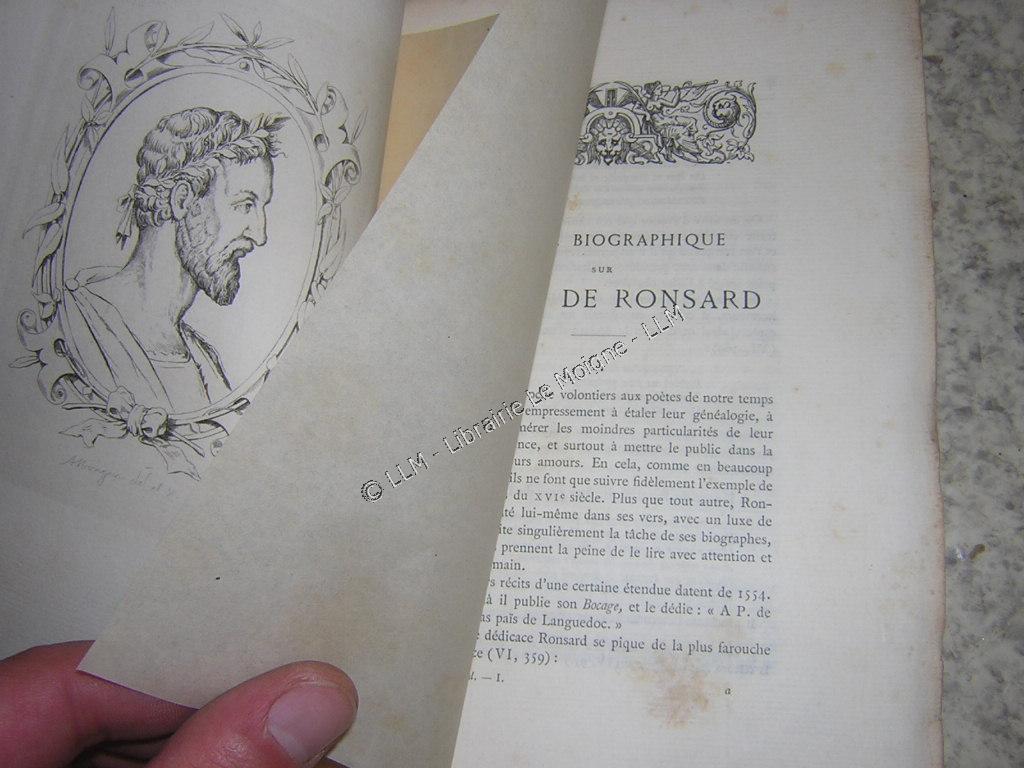 BIOGRAPHIQUE
SUR
DE RONSARD
volontiers aux poètes de notre temps
empressement à étaler leur généalogie, à
mérer les moindres particularités de leur
nce, et surtout à mettre le public dans la
urs amours. En cela, comme en beaucoup
ils ne font que suivre fidèlement l'exemple de
du XVIe siècle. Plus que tout autre, Ron-
té lui-même dans ses vers, avec un luxe de
ite singulièrement la tâche de ses biographes,
prennent la peine de le lire avec attention et
main.
s récits d'une certaine étendue datent de 1554.
à il publie son Bocage, et le dédie : « A P. de
as païs de Languedoc. »
dédicace Ronsard se pique de la plus farouche
ce (VI, 359) :
— I.
a
© LLM - Librairie Le Moigne - LLM